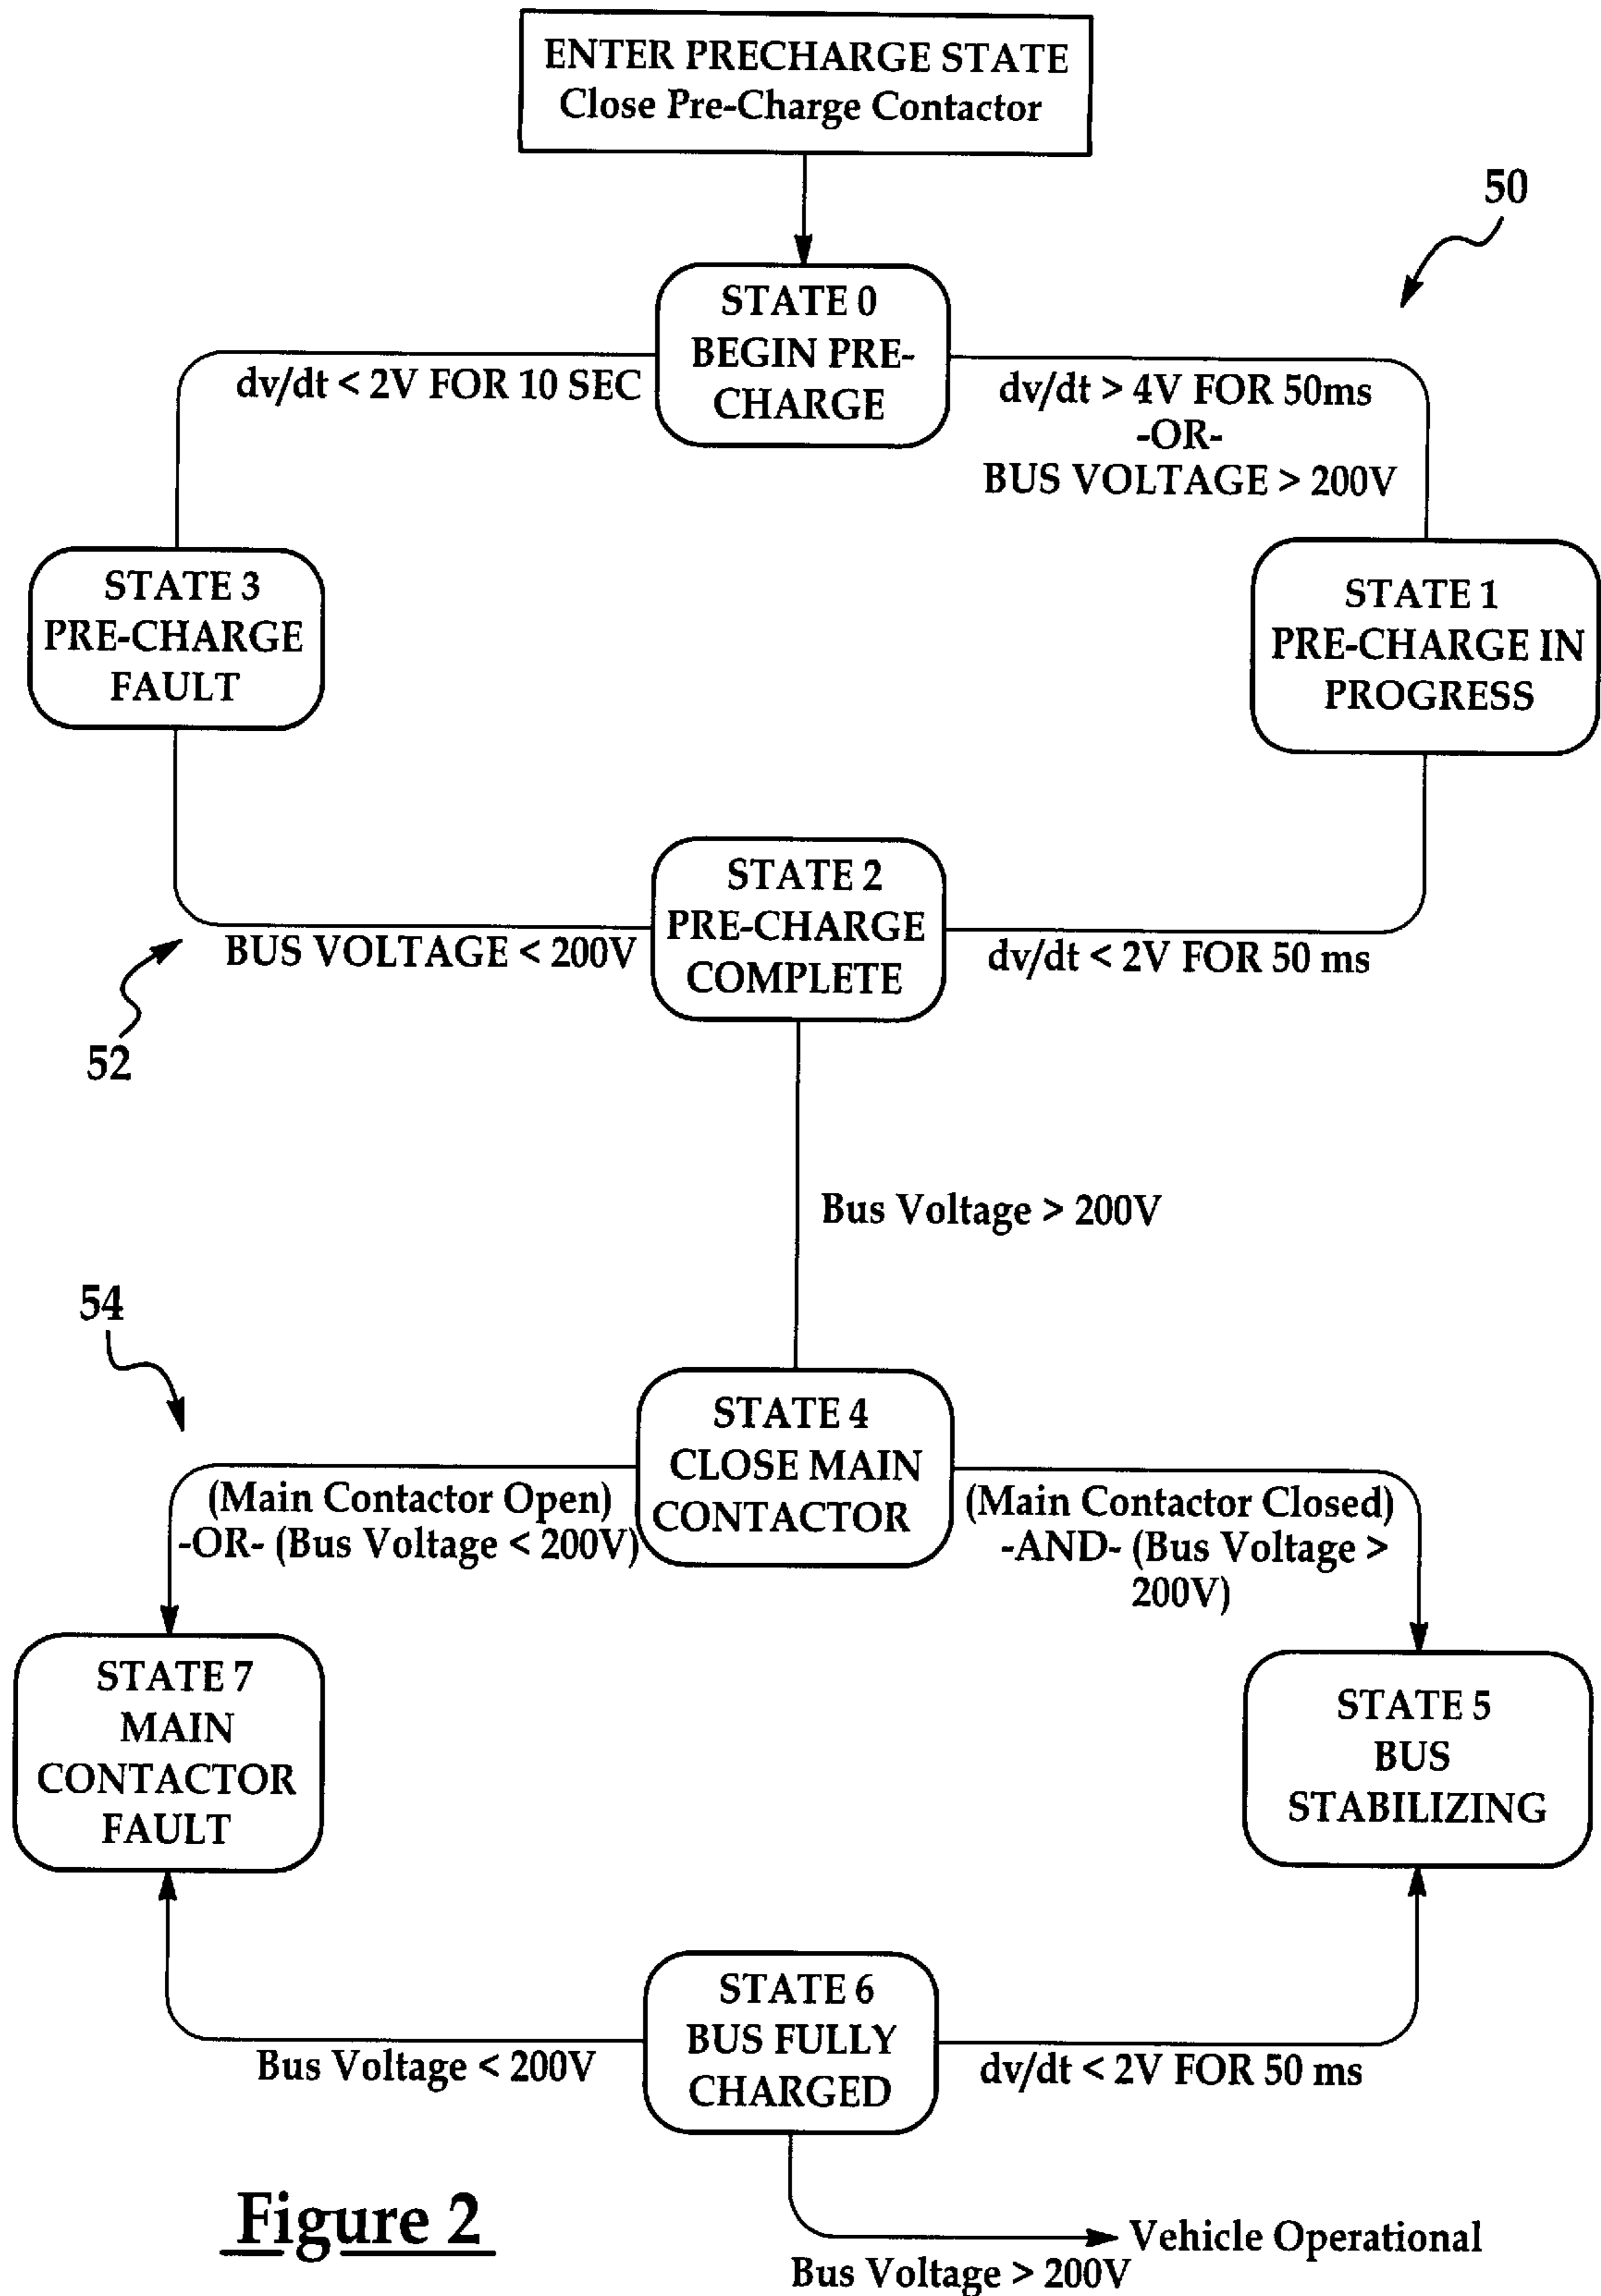 ENTER PRECHARGE STATE
Close Pre-Charge Contactor
50
STATE 0
BEGIN PRE-
CHARGE
dv/dt < 2V FOR 10 SEC
dv/dt > 4V FOR 50ms
-OR-
BUS VOLTAGE > 200V
STATE 3
PRE-CHARGE
FAULT
STATE 1
PRE-CHARGE IN
PROGRESS
STATE 2
PRE-CHARGE
COMPLETE
BUS VOLTAGE < 200V
dv/dt < 2V FOR 50 ms
52
Bus Voltage > 200V
54
STATE 4
CLOSE MAIN
CONTACTOR
(Main Contactor Open)
-OR- (Bus Voltage < 200V)
(Main Contactor Closed)
-AND- (Bus Voltage >
200V)
STATE 7
MAIN
CONTACTOR
FAULT
STATE 5
BUS
STABILIZING
STATE 6
BUS FULLY
CHARGED
Bus Voltage < 200V
dv/dt < 2V FOR 50 ms
Vehicle Operational
Bus Voltage > 200V
Figure 2